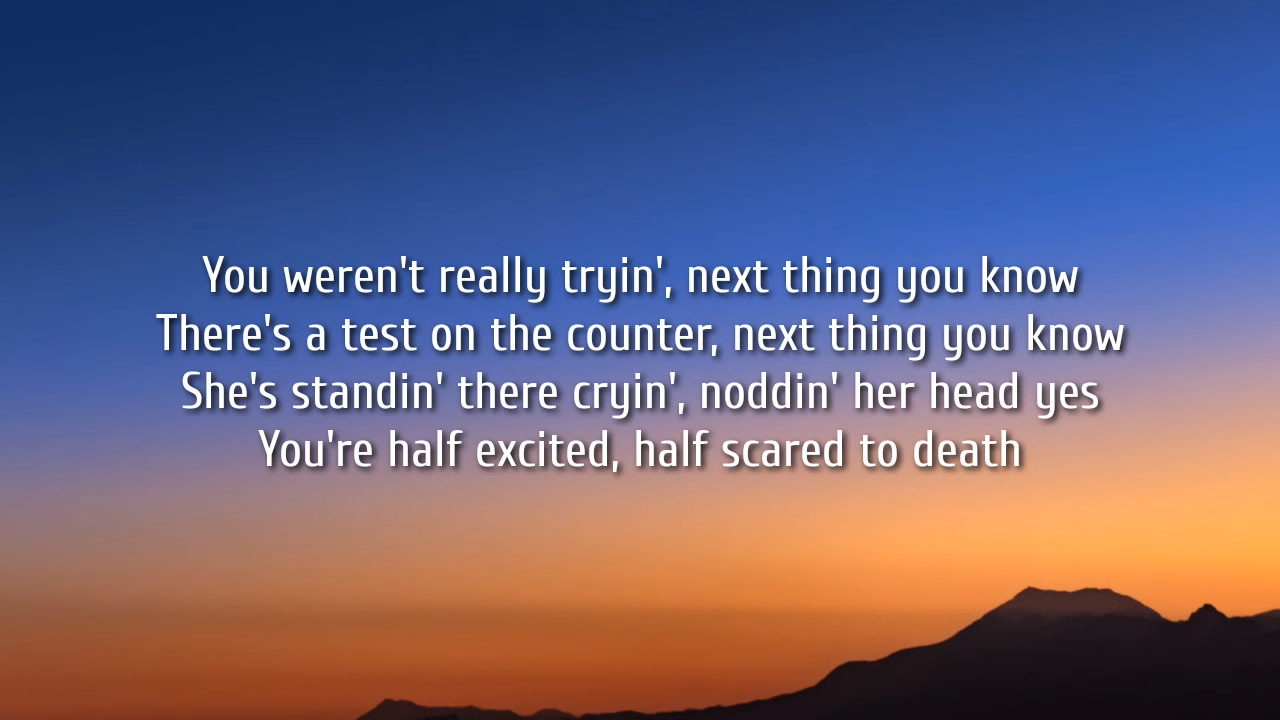 You weren't really tryin', next thing you know
There's a test on the counter, next thing you know
She's standin' there cryin', noddin' her head yes
You're half excited, half scared to death